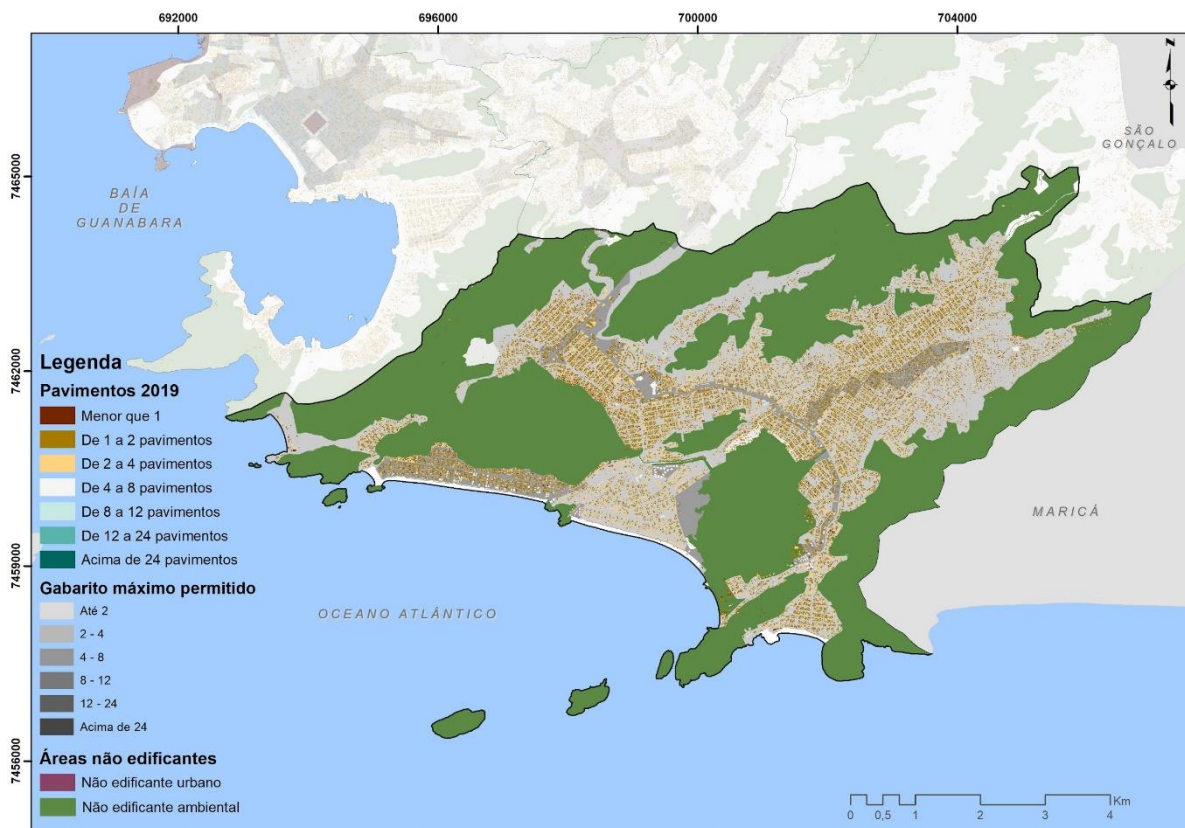 692000
696000
700000
704000
N
SÃO
GONÇALO
7465000
BAÍA
DE
GUANABARA
7462000
Legenda
Pavimentos 2019
Menor que 1
De 1 a 2 pavimentos
De 2 a 4 pavimentos
De 4 a 8 pavimentos
De 8 a 12 pavimentos
De 12 a 24 pavimentos
Acima de 24 pavimentos
MARICÁ
7459000
Gabarito máximo permitido
Até 2
2 - 4
4 - 8
8 - 12
12 - 24
Acima de 24
OCEANO ATLÂNTICO
7456000
Áreas não edificantes
Não edificante urbano
Não edificante ambiental
Km
0 0,5 1 2 3 4